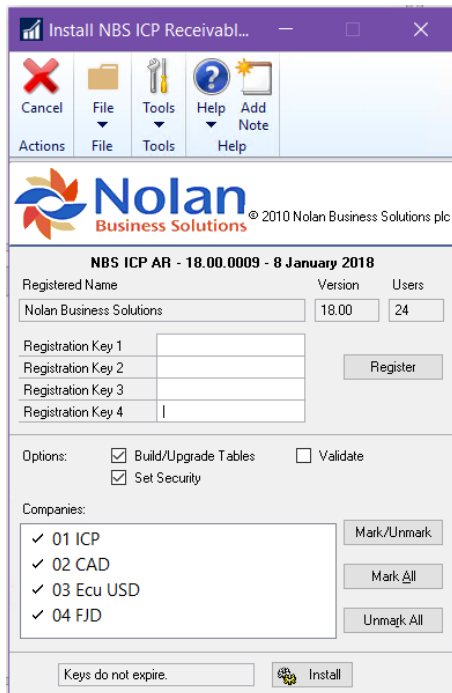 Install NBS ICP Receivabl...
Cancel File Tools Help Add Note
Actions File Tools Help
Nolan
Business Solutions
© 2010 Nolan Business Solutions plc
NBS ICP AR - 18.00.0009 - 8 January 2018
Registered Name Version Users
Nolan Business Solutions 18.00 24
Registration Key 1
Registration Key 2 Register
Registration Key 3
Registration Key 4
Options: Build/Upgrade Tables Validate
Set Security
Companies:
01 ICP Mark/Unmark
02 CAD
03 Ecu USD Mark All
04 FJD Unmark All
Keys do not expire. Install